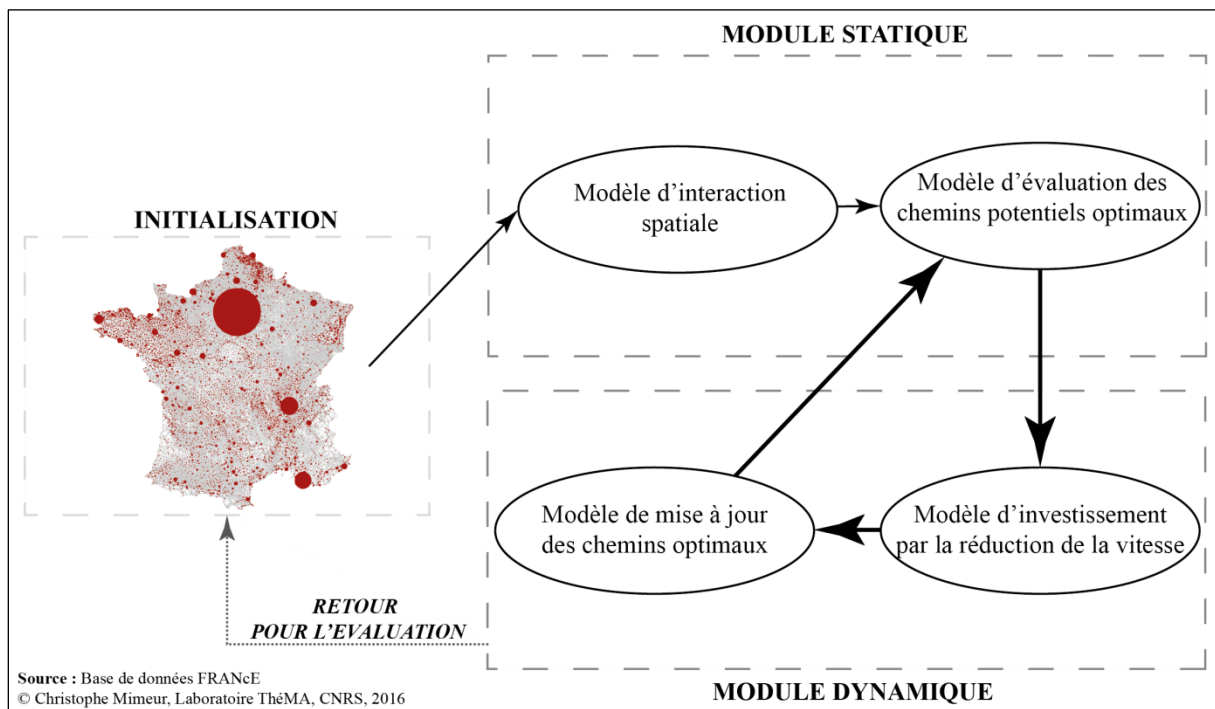 MODULE STATIQUE
INITIALISATION
Modèle d'interaction
spatiale
Modèle d'évaluation des
chemins potentiels optimaux
Modèle de mise à jour
des chemins optimaux
Modèle d'investissement
par la réduction de la vitesse
RETOUR
POUR L'EVALUATION
MODULE DYNAMIQUE
Source : Base de données FRANcE
© Christophe Mimeur, Laboratoire ThéMA, CNRS, 2016